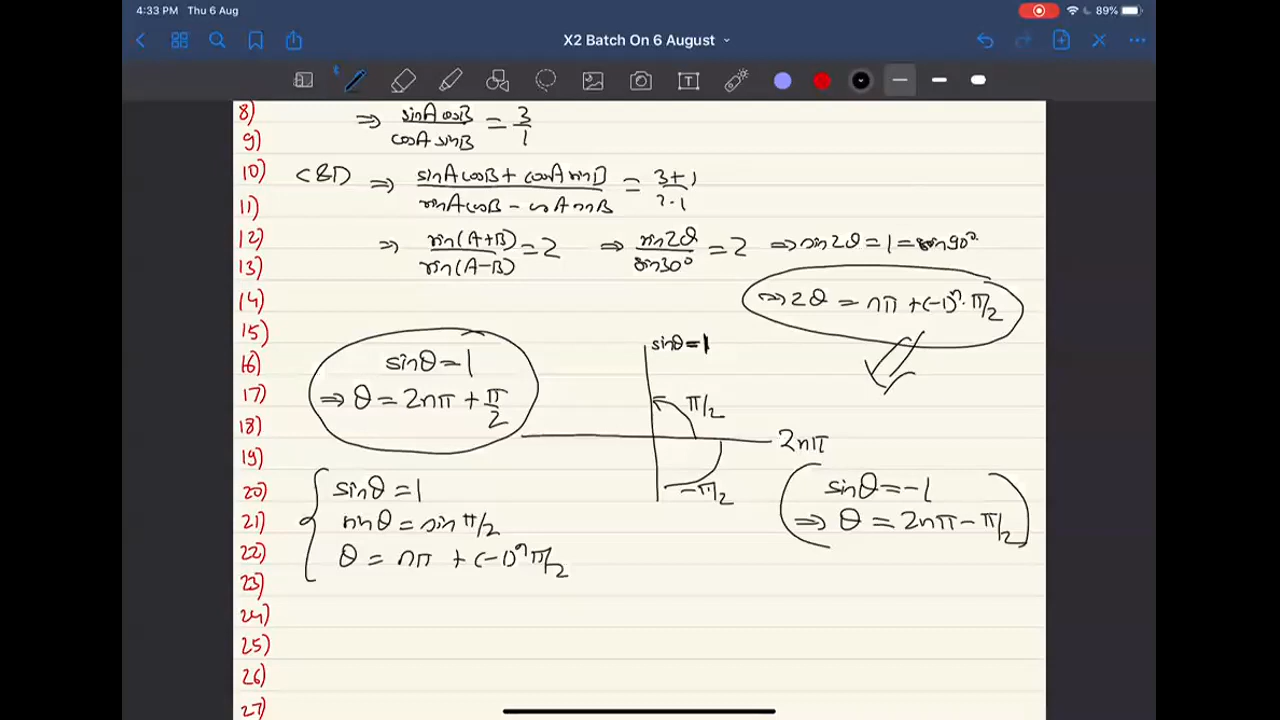 4:33 PM Thu 6 Aug
89%
X2 Batch On 6 August
8) ⇒ sinA cosB / cosA sinB = 3/1
9)
10) C&D ⇒ sinA cosB + cosA sinB / sinA cosB - cosA sinB = 3+1 / 3-1
11)
12) ⇒ sin(A+B) / sin(A-B) = 2 ⇒ sin2θ / sin30° = 2 ⇒ sin2θ = 1 = sin90°
13)
14) ⇒ 2θ = nπ + (-1)ⁿ·π/2
15) sinθ = 1
16) sinθ = 1
17) ⇒ θ = 2nπ + π/2
π/2
18)
2nπ
19)
20) sinθ = 1
-π/2
sinθ = -1
21) sinθ = sin π/2
⇒ θ = 2nπ - π/2
22) θ = nπ + (-1)ⁿ π/2
23)
24)
25)
26)
27)